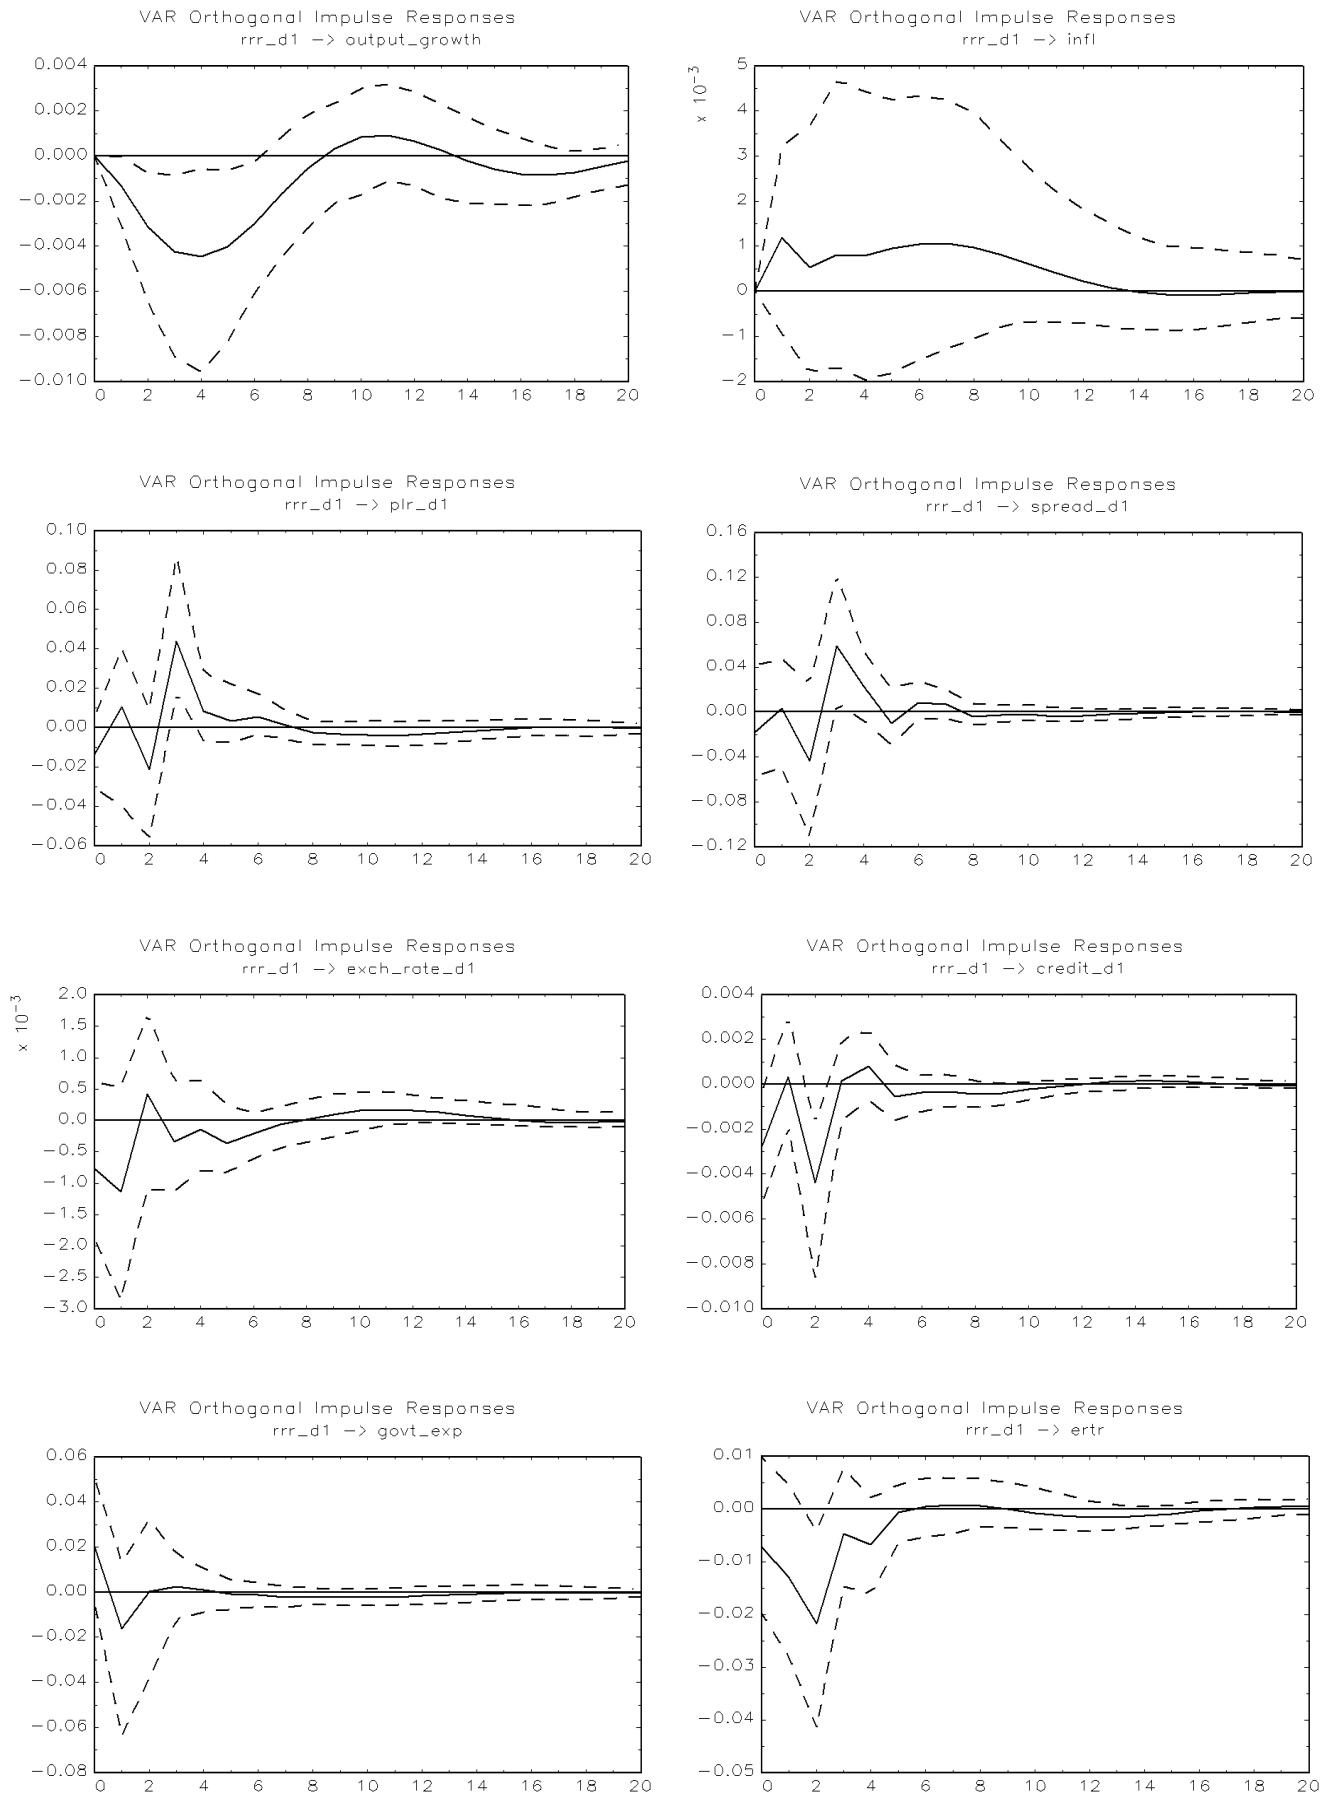 VAR Orthogonal Impulse Responses
rrr_d1 -> output_growth
0.004
0.002
0.000
-0.002
-0.004
-0.006
-0.008
-0.010
0 2 4 6 8 10 12 14 16 18 20
VAR Orthogonal Impulse Responses
rrr_d1 -> infl
x 10^-3
5
4
3
2
1
0
-1
-2
0 2 4 6 8 10 12 14 16 18 20
VAR Orthogonal Impulse Responses
rrr_d1 -> plr_d1
0.10
0.08
0.06
0.04
0.02
0.00
-0.02
-0.04
-0.06
0 2 4 6 8 10 12 14 16 18 20
VAR Orthogonal Impulse Responses
rrr_d1 -> spread_d1
0.16
0.12
0.08
0.04
0.00
-0.04
-0.08
-0.12
0 2 4 6 8 10 12 14 16 18 20
VAR Orthogonal Impulse Responses
rrr_d1 -> exch_rate_d1
x 10^-3
2.0
1.5
1.0
0.5
0.0
-0.5
-1.0
-1.5
-2.0
-2.5
-3.0
0 2 4 6 8 10 12 14 16 18 20
VAR Orthogonal Impulse Responses
rrr_d1 -> credit_d1
0.004
0.002
0.000
-0.002
-0.004
-0.006
-0.008
-0.010
0 2 4 6 8 10 12 14 16 18 20
VAR Orthogonal Impulse Responses
rrr_d1 -> govt_exp
0.06
0.04
0.02
0.00
-0.02
-0.04
-0.06
-0.08
0 2 4 6 8 10 12 14 16 18 20
VAR Orthogonal Impulse Responses
rrr_d1 -> ertr
0.01
0.00
-0.01
-0.02
-0.03
-0.04
-0.05
0 2 4 6 8 10 12 14 16 18 20